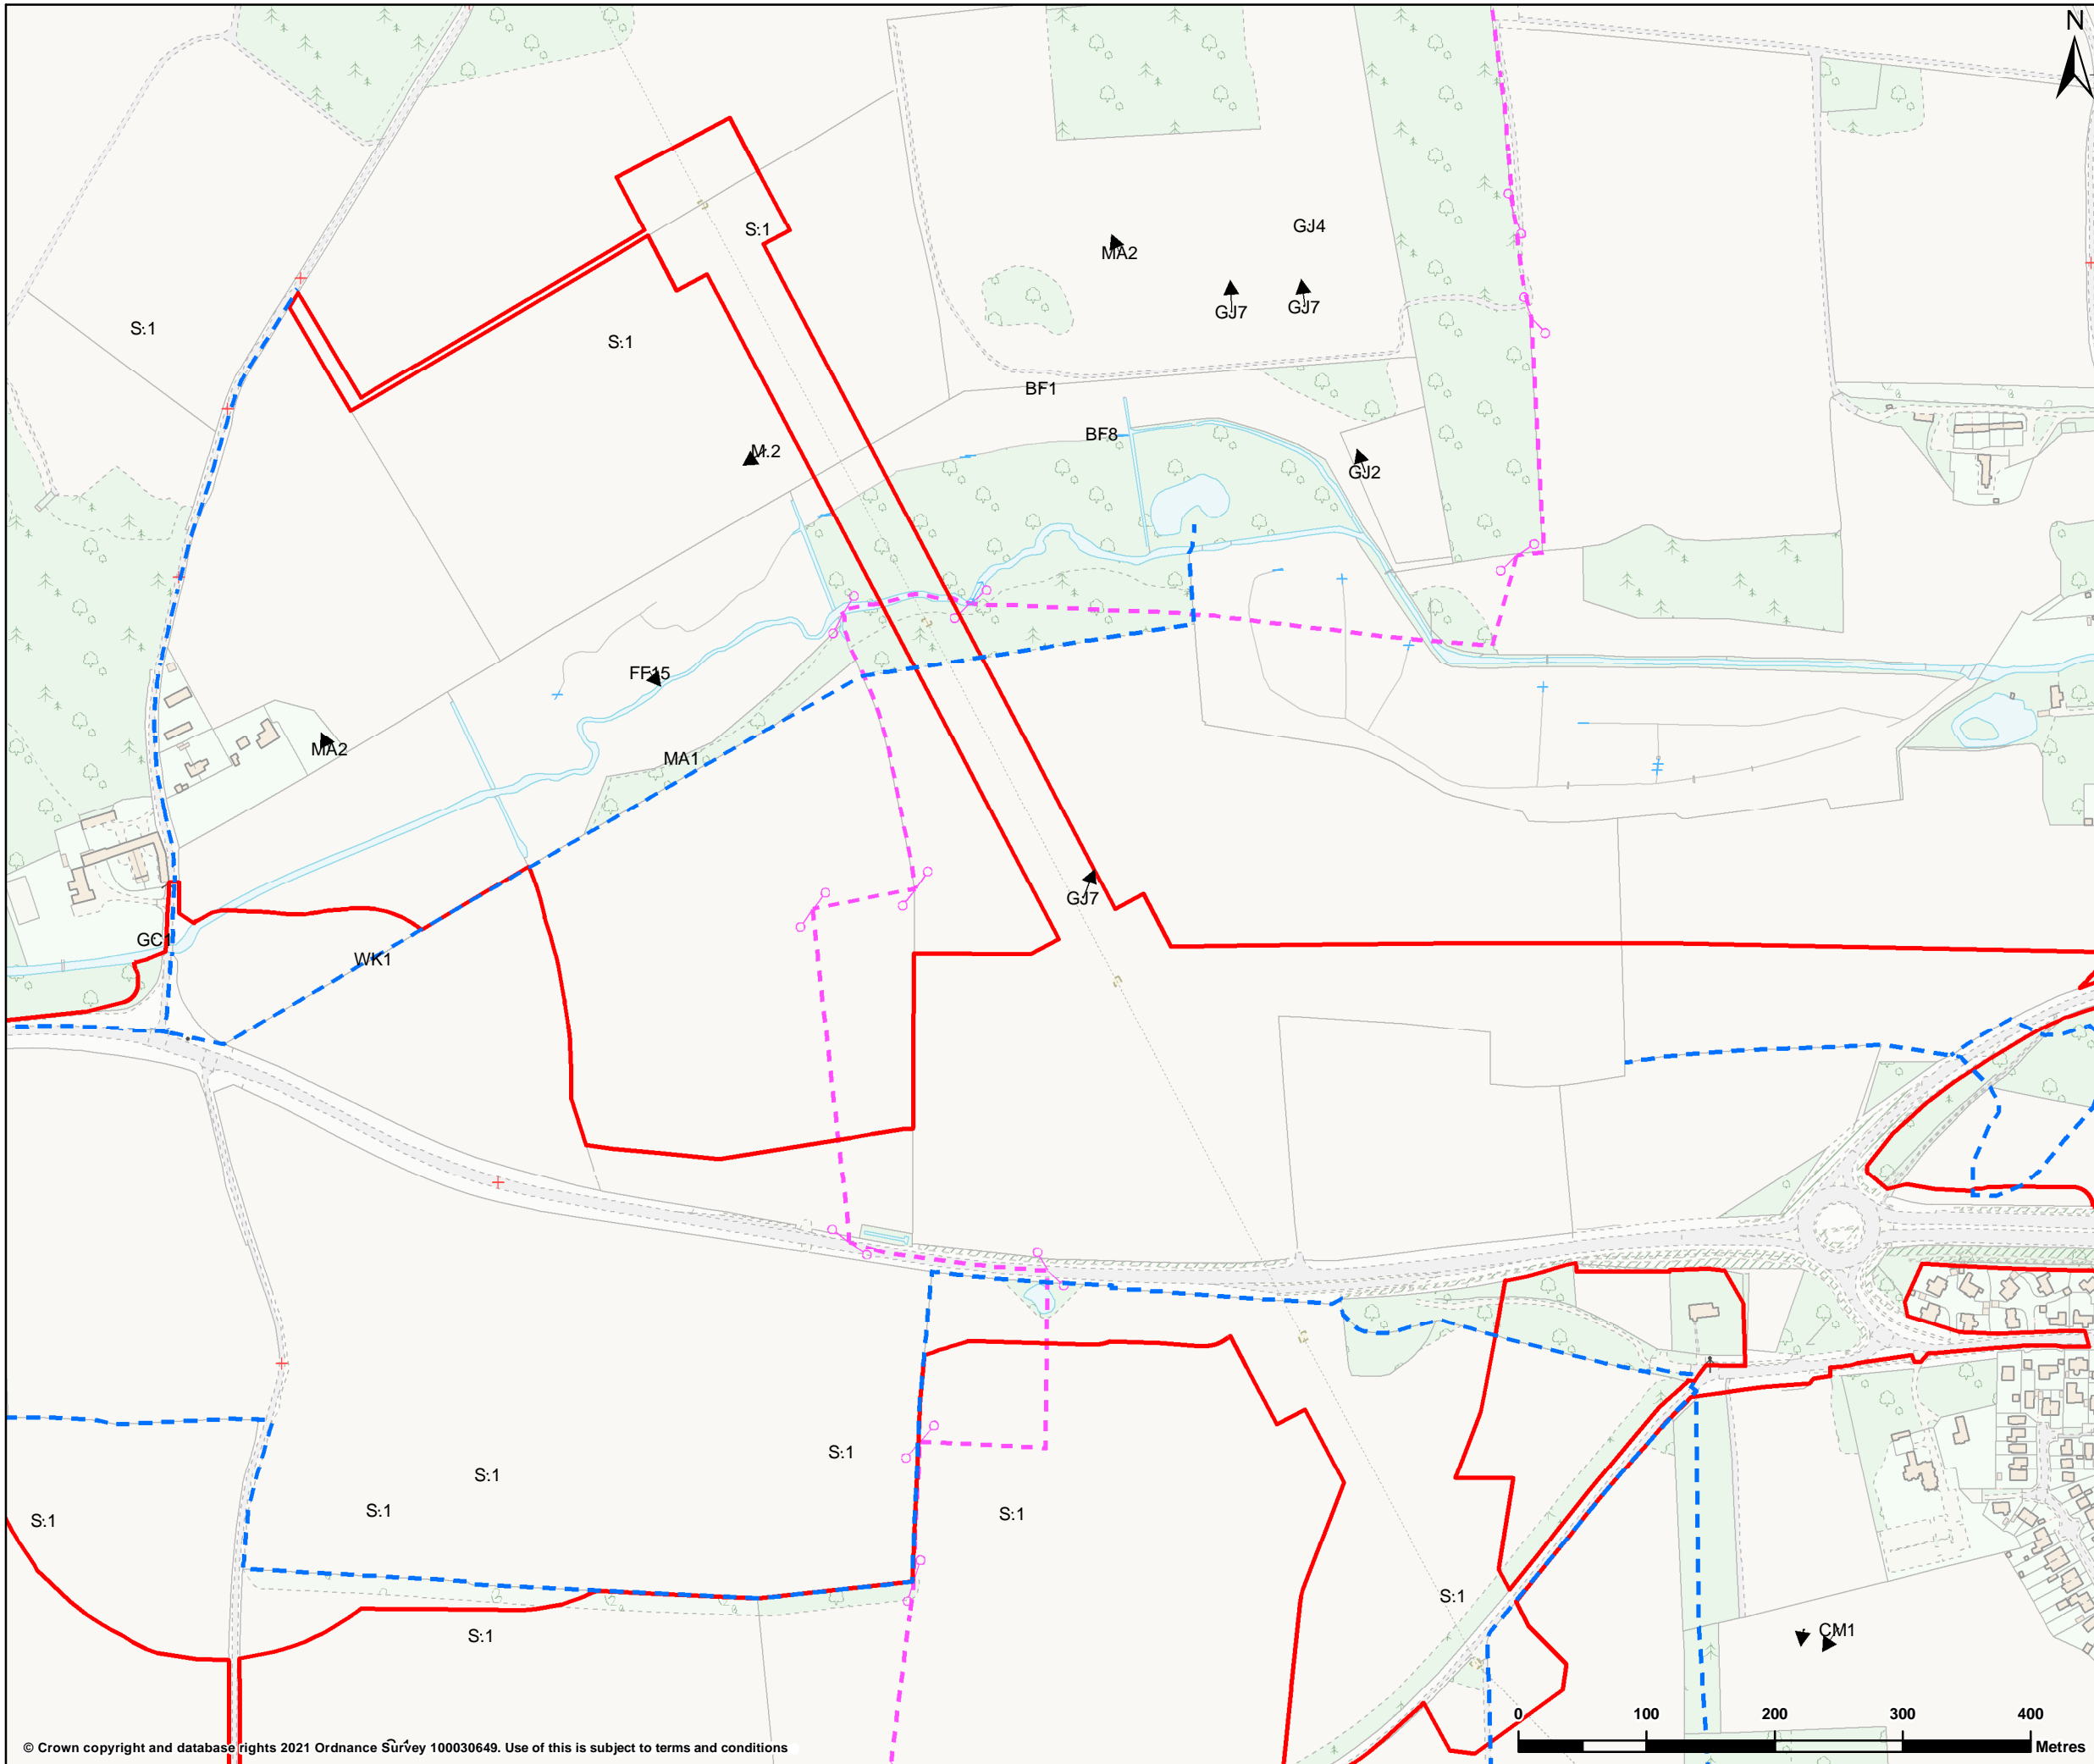 N
GJ4
S:1
MA2
GJ7
GJ7
S:1
S:1
BF1
BF8
M:2
GJ2
FF15
MA2
MA1
GJ7
GC1
WK1
S:1
S:1
S:1
S:1
S:1
S:1
CM1
S:1
0 100 200 300 400
Metres
© Crown copyright and database rights 2021 Ordnance Survey 100030649. Use of this is subject to terms and conditions